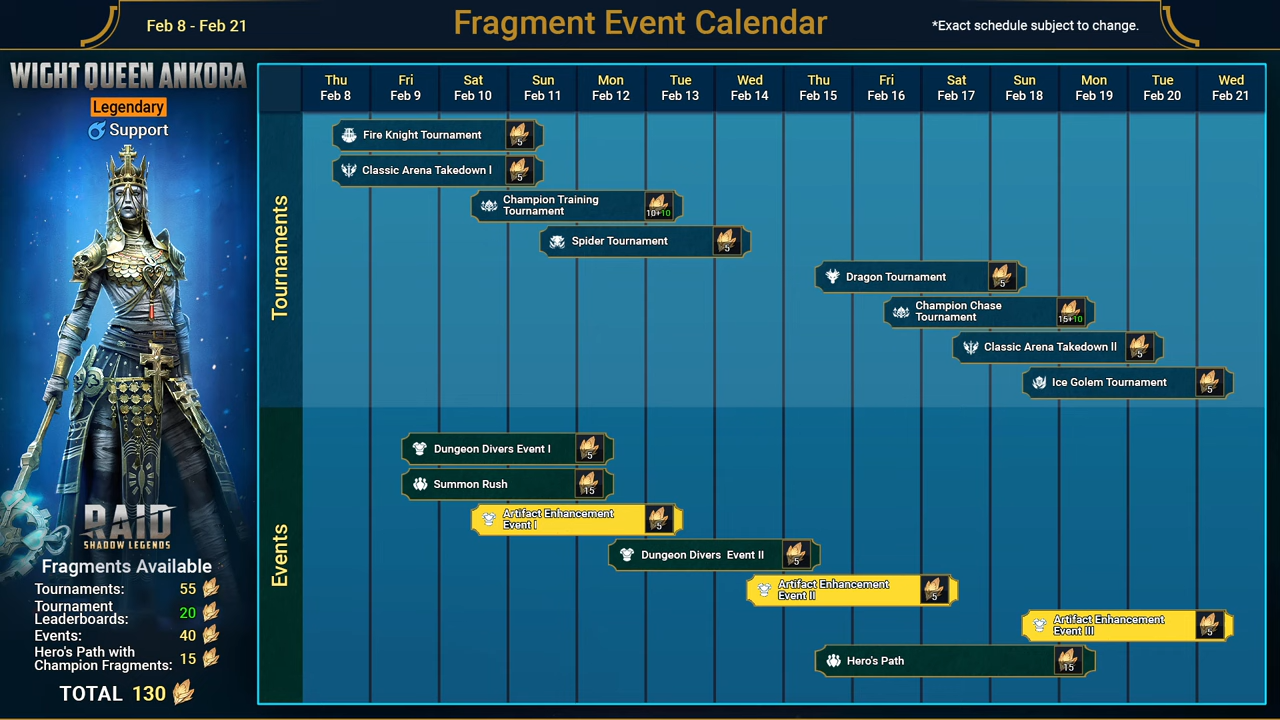 Feb 8 - Feb 21
Fragment Event Calendar
*Exact schedule subject to change.
WIGHT QUEEN ANKORA
Legendary
Support
Thu Fri Sat Sun Mon Tue Wed Thu Fri Sat Sun Mon Tue Wed
Feb 8 Feb 9 Feb 10 Feb 11 Feb 12 Feb 13 Feb 14 Feb 15 Feb 16 Feb 17 Feb 18 Feb 19 Feb 20 Feb 21
Tournaments
Fire Knight Tournament 5
Classic Arena Takedown I 5
Champion Training
Tournament
10+10
Spider Tournament 5
Dragon Tournament 5
Champion Chase
Tournament
15+10
Classic Arena Takedown II 5
Ice Golem Tournament 5
Events
Dungeon Divers Event I 5
Summon Rush 15
Artifact Enhancement
Event I
5
Dungeon Divers Event II 5
Artifact Enhancement
Event II
5
Artifact Enhancement
Event III
5
Hero's Path 15
RAID
SHADOW LEGENDS
Fragments Available
Tournaments: 55
Tournament
Leaderboards: 20
Events: 40
Hero's Path with
Champion Fragments: 15
TOTAL 130